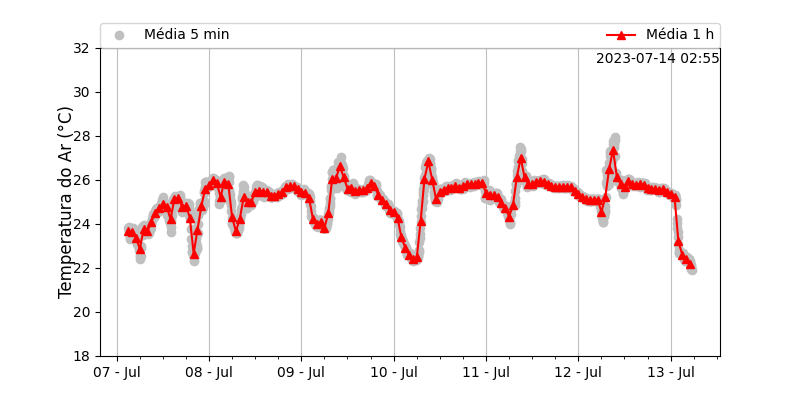 Média 5 min
Média 1 h
2023-07-14 02:55
Temperatura do Ar (°C)
32
30
28
26
24
22
20
18
07 - Jul
08 - Jul
09 - Jul
10 - Jul
11 - Jul
12 - Jul
13 - Jul